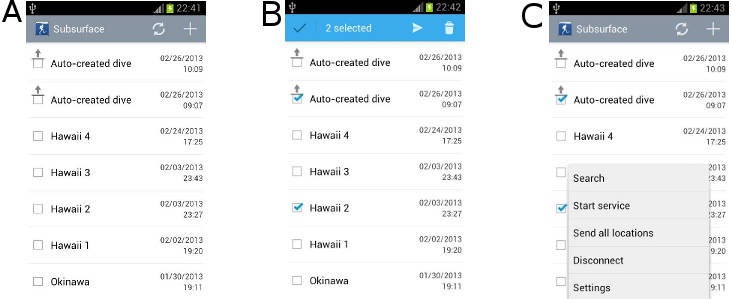 A
22:41
Subsurface
Auto-created dive 02/26/2013
10:09
Auto-created dive 02/26/2013
09:07
Hawaii 4 02/24/2013
17:25
Hawaii 3 02/03/2013
23:43
Hawaii 2 02/03/2013
23:27
Hawaii 1 02/02/2013
19:20
Okinawa 01/30/2013
19:11
B
22:42
2 selected
Auto-created dive 02/26/2013
10:09
Auto-created dive 02/26/2013
09:07
Hawaii 4 02/24/2013
17:25
Hawaii 3 02/03/2013
23:43
Hawaii 2 02/03/2013
23:27
Hawaii 1 02/02/2013
19:20
Okinawa 01/30/2013
19:11
C
22:43
Subsurface
Auto-created dive 02/26/2013
10:09
Auto-created dive 02/26/2013
09:07
Hawaii 4 02/24/2013
17:25
Search
Start service
Send all locations
Disconnect
Settings